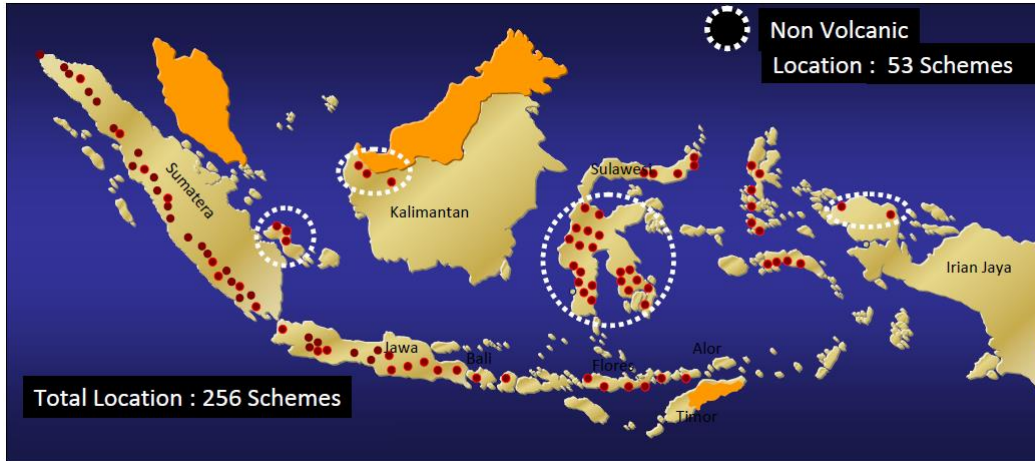 Non Volcanic
Location : 53 Schemes
Sumatera
Kalimantan
Sulawesi
Irian Jaya
Jawa
Bali
Flores
Alor
Timor
Total Location : 256 Schemes